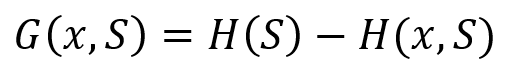 G(x,S) = H(S) − H(x,S)